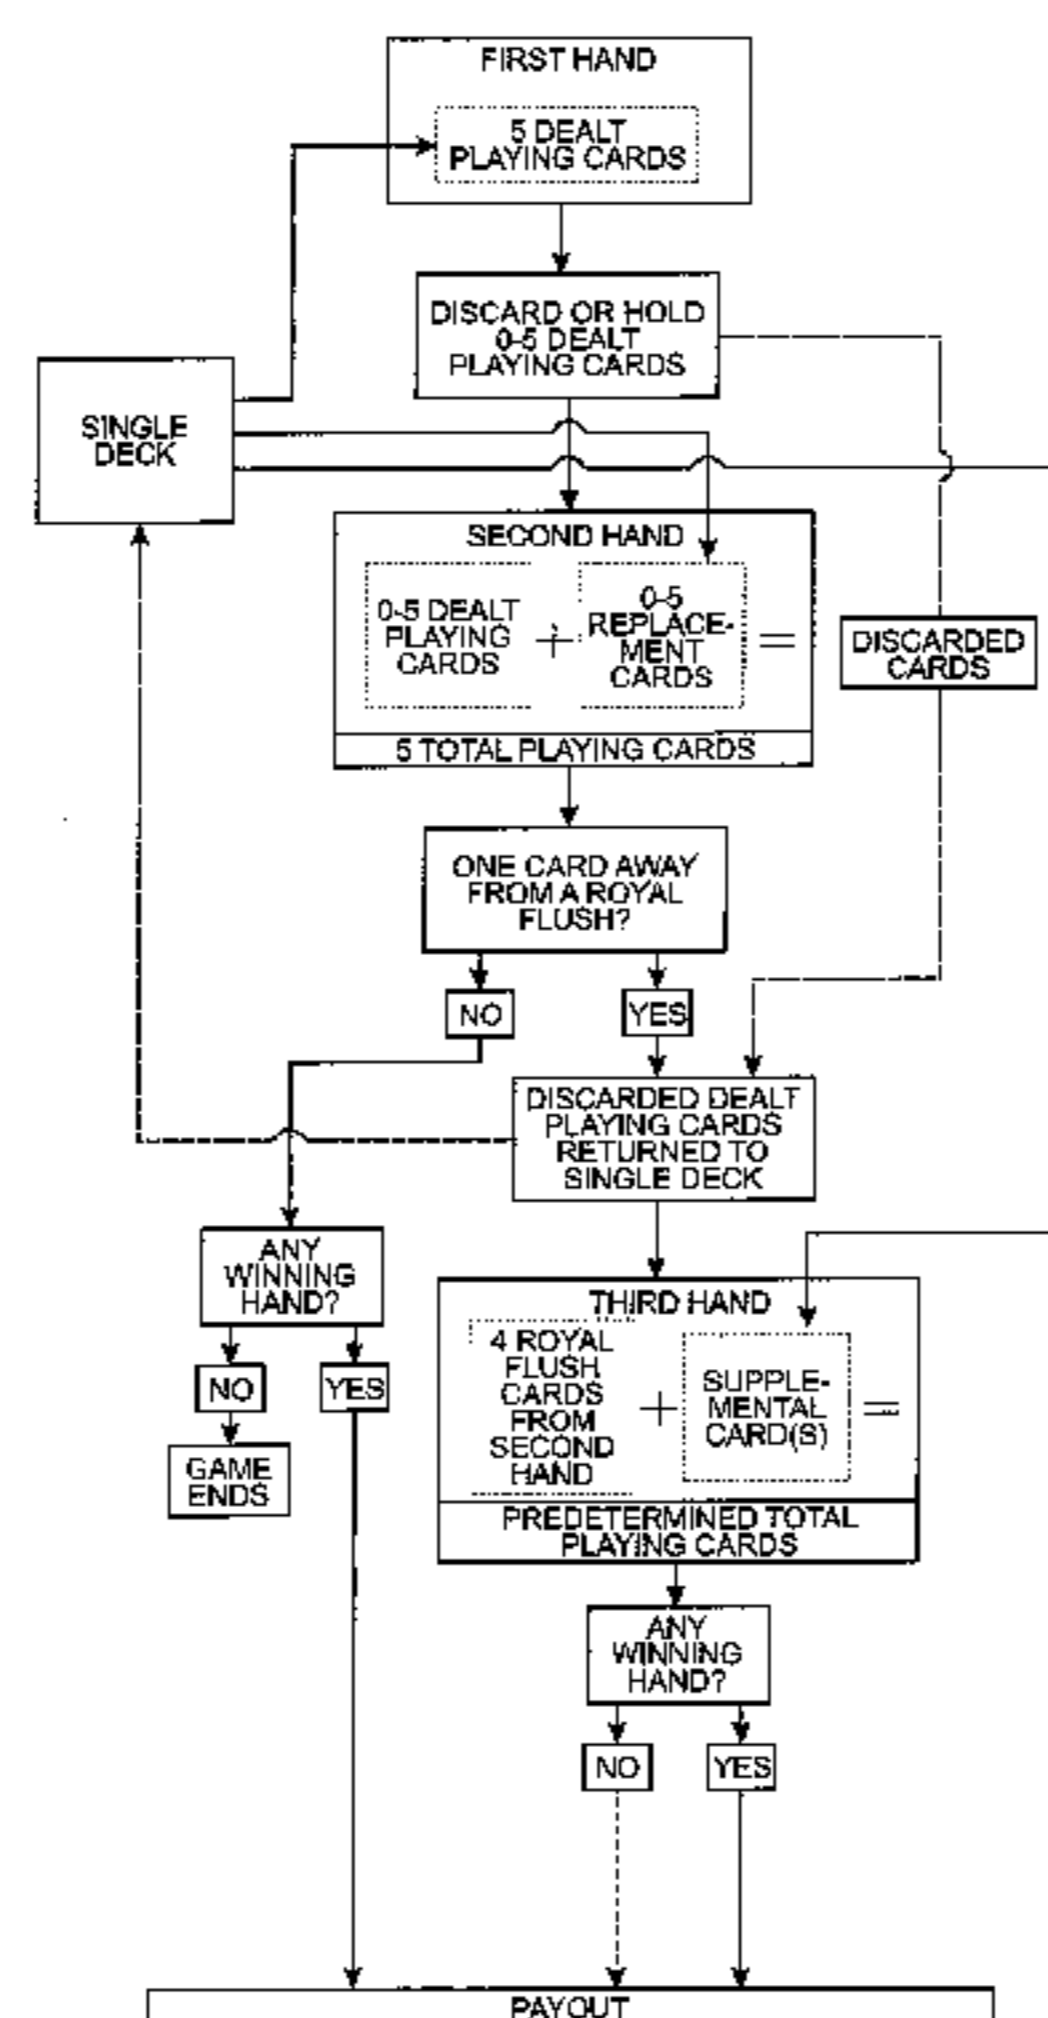 FIRST HAND
5 DEALT
PLAYING CARDS
DISCARD OR HOLD
0-5 DEALT
PLAYING CARDS
SINGLE
DECK
SECOND HAND
0-5 DEALT
PLAYING
CARDS
+
0-5
REPLACE-
MENT
CARDS
=
5 TOTAL PLAYING CARDS
DISCARDED
CARDS
ONE CARD AWAY
FROM A ROYAL
FLUSH?
NO
YES
DISCARDED DEALT
PLAYING CARDS
RETURNED TO
SINGLE DECK
ANY
WINNING
HAND?
NO
YES
GAME
ENDS
THIRD HAND
4 ROYAL
FLUSH
CARDS
FROM
SECOND
HAND
+
SUPPLE-
MENTAL
CARD(S)
=
PREDETERMINED TOTAL
PLAYING CARDS
ANY
WINNING
HAND?
NO
YES
PAYOUT